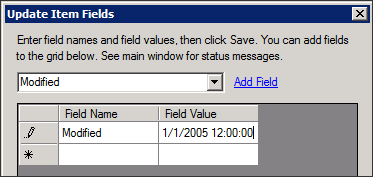 Update Item Fields
Enter field names and field values, then click Save. You can add fields
to the grid below. See main window for status messages.
Modified Add Field
Field Name Field Value
Modified 1/1/2005 12:00:00